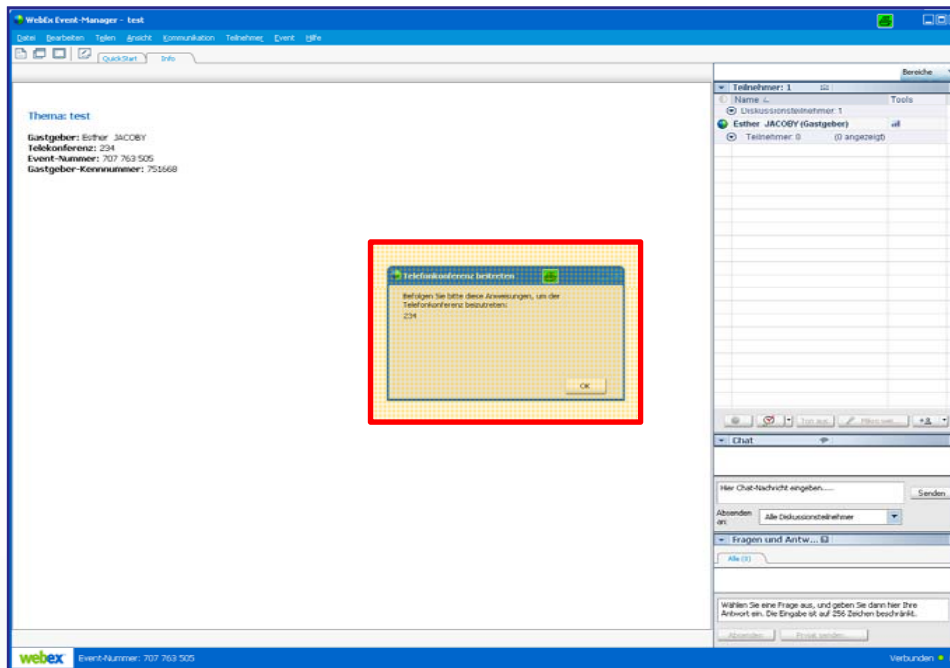 WebEx Event-Manager - test
Datei Bearbeiten Teilen Ansicht Kommunikation Teilnehmer Event Hilfe
QuickStart Info
Bereiche
Teilnehmer: 1
Name Tools
Diskussionsteilnehmer: 1
Esther JACOBY (Gastgeber)
Teilnehmer: 0 (0 angezeigt)
Thema: test
Gastgeber: Esther JACOBY
Telekonferenz: 234
Event-Nummer: 707 763 505
Gastgeber-Kennnummer: 751668
Telefonkonferenz beitreten
Befolgen Sie bitte diese Anweisungen, um der
Telefonkonferenz beizutreten:
234
OK
Ton aus
Chat
Hier Chat-Nachricht eingeben......
Senden
Absenden
an:
Alle Diskussionsteilnehmer
Fragen und Antw...
Alle (0)
Wählen Sie eine Frage aus, und geben Sie dann hier Ihre
Antwort ein. Die Eingabe ist auf 256 Zeichen beschränkt.
Absenden Privat senden...
webex Event-Nummer: 707 763 505 Verbunden